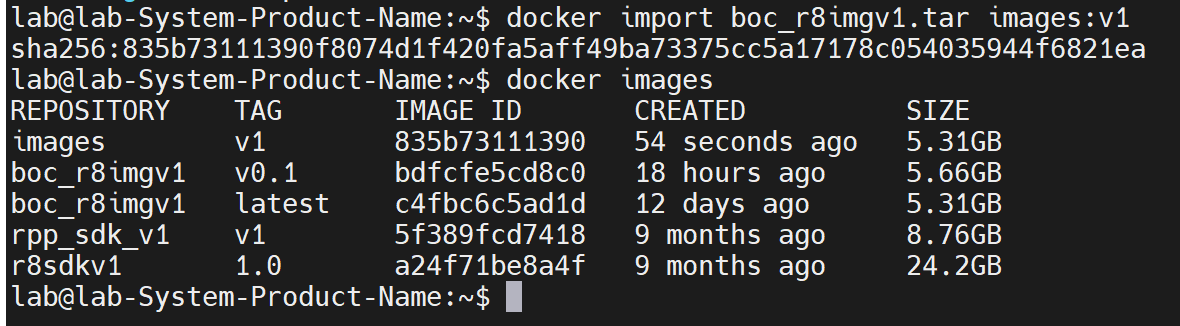 lab@lab-System-Product-Name:~$ docker import boc_r8imgv1.tar images:v1
sha256:835b73111390f8074d1f420fa5aff49ba73375cc5a17178c054035944f6821ea
lab@lab-System-Product-Name:~$ docker images
REPOSITORY    TAG       IMAGE ID       CREATED          SIZE
images        v1        835b73111390   54 seconds ago   5.31GB
boc_r8imgv1   v0.1      bdfcfe5cd8c0   18 hours ago     5.66GB
boc_r8imgv1   latest    c4fbc6c5ad1d   12 days ago      5.31GB
rpp_sdk_v1    v1        5f389fcd7418   9 months ago     8.76GB
r8sdkv1       1.0       a24f71be8a4f   9 months ago     24.2GB
lab@lab-System-Product-Name:~$